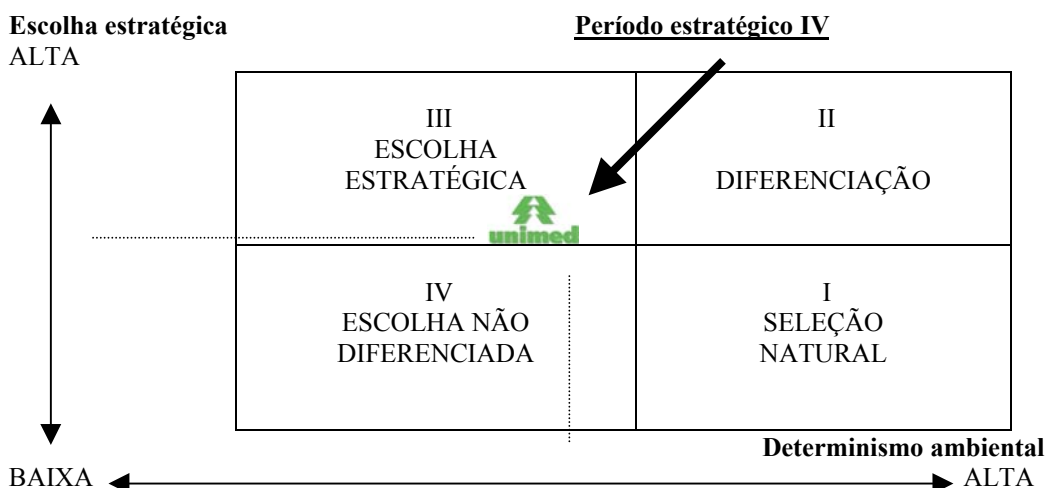 Escolha estratégica
ALTA
Período estratégico IV
III
ESCOLHA
ESTRATÉGICA
II
DIFERENCIAÇÃO
unimed
IV
ESCOLHA NÃO
DIFERENCIADA
I
SELEÇÃO
NATURAL
Determinismo ambiental
BAIXA
ALTA